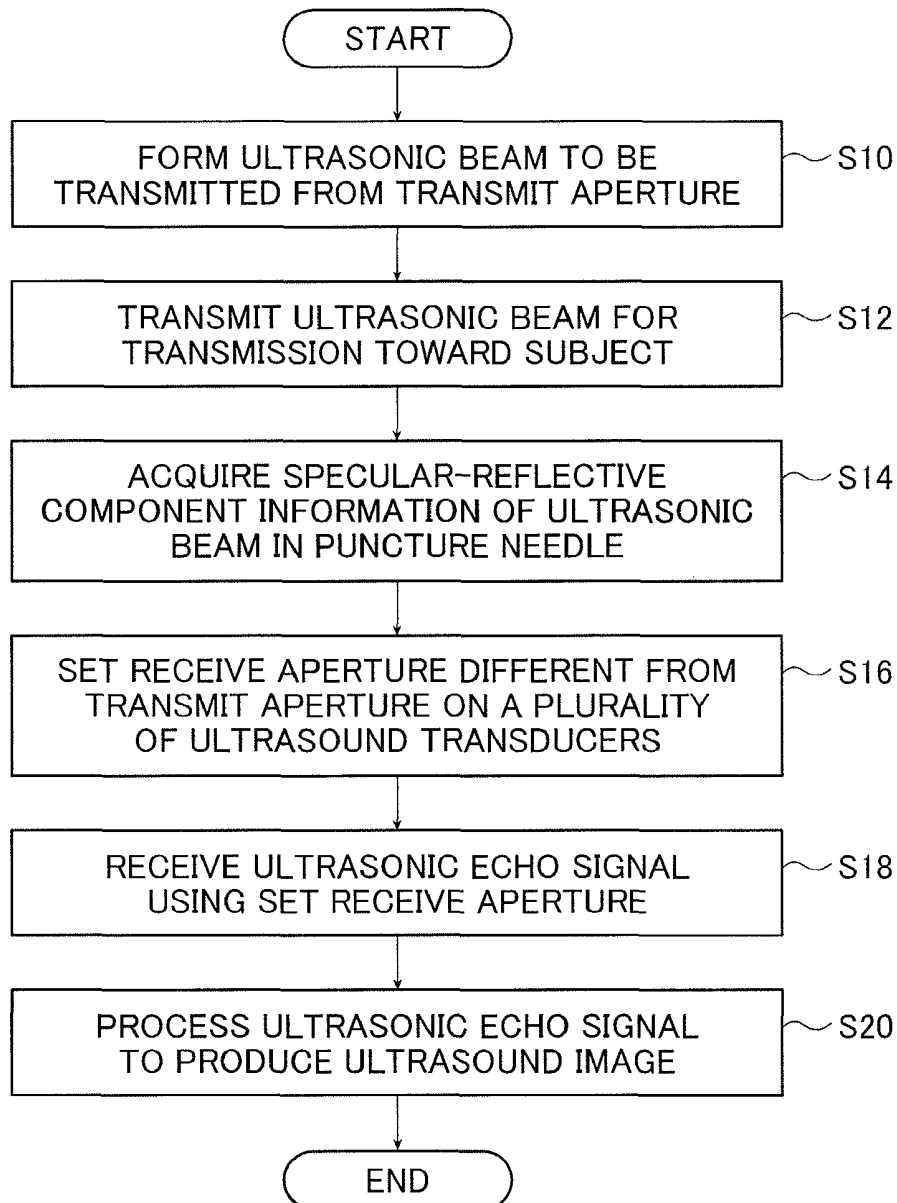 START
FORM ULTRASONIC BEAM TO BE
TRANSMITTED FROM TRANSMIT APERTURE
S10
TRANSMIT ULTRASONIC BEAM FOR
TRANSMISSION TOWARD SUBJECT
S12
ACQUIRE SPECULAR-REFLECTIVE
COMPONENT INFORMATION OF ULTRASONIC
BEAM IN PUNCTURE NEEDLE
S14
SET RECEIVE APERTURE DIFFERENT FROM
TRANSMIT APERTURE ON A PLURALITY
OF ULTRASOUND TRANSDUCERS
S16
RECEIVE ULTRASONIC ECHO SIGNAL
USING SET RECEIVE APERTURE
S18
PROCESS ULTRASONIC ECHO SIGNAL
TO PRODUCE ULTRASOUND IMAGE
S20
END